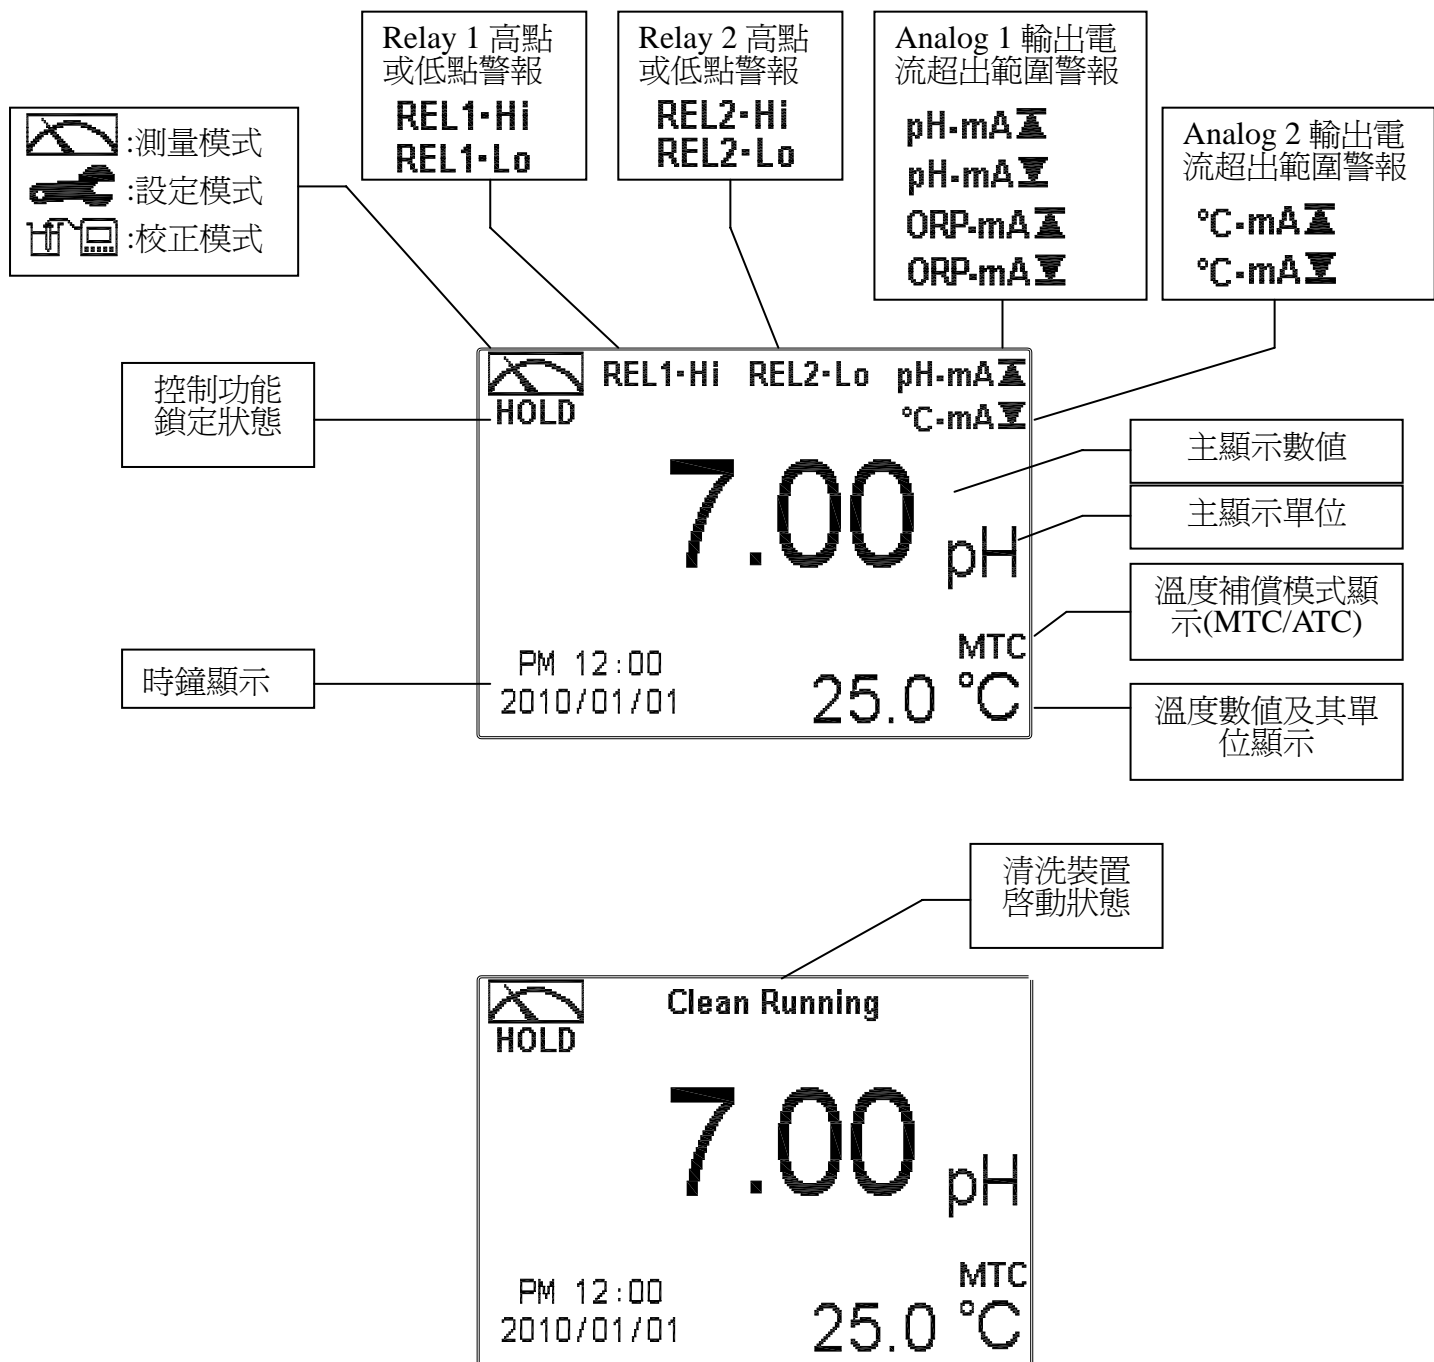 Relay 1 高點
或低點警報
REL1-Hi
REL1-Lo
Relay 2 高點
或低點警報
REL2-Hi
REL2-Lo
Analog 1 輸出電
流超出範圍警報
pH-mA
pH-mA
ORP-mA
ORP-mA
Analog 2 輸出電
流超出範圍警報
°C-mA
°C-mA
:測量模式
:設定模式
:校正模式
控制功能
鎖定狀態
REL1-Hi REL2-Lo pH-mA
HOLD °C-mA
7.00 pH
主顯示數值
主顯示單位
溫度補償模式顯
示(MTC/ATC)
時鐘顯示
PM 12:00
2010/01/01
MTC
25.0 °C
溫度數值及其單
位顯示
清洗裝置
啓動狀態
Clean Running
HOLD
7.00 pH
PM 12:00
2010/01/01
MTC
25.0 °C